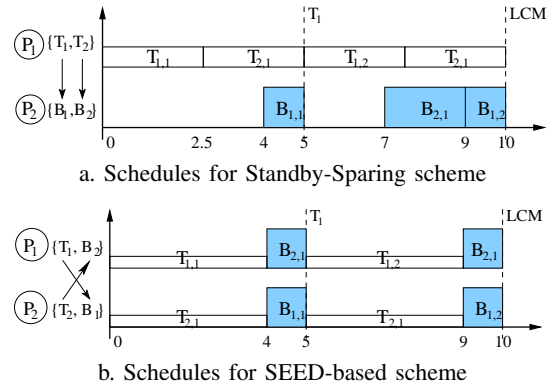 T1 LCM
P1 {T1,T2} T1,1 T2,1 T1,2 T2,1
P2 {B1,B2} B1,1 B2,1 B1,2
0 2.5 4 5 7 9 10
a. Schedules for Standby-Sparing scheme
T1 LCM
P1 {T1, B2} T1,1 B2,1 T1,2 B2,1
P2 {T2, B1} T2,1 B1,1 T2,1 B1,2
0 4 5 9 10
b. Schedules for SEED-based scheme